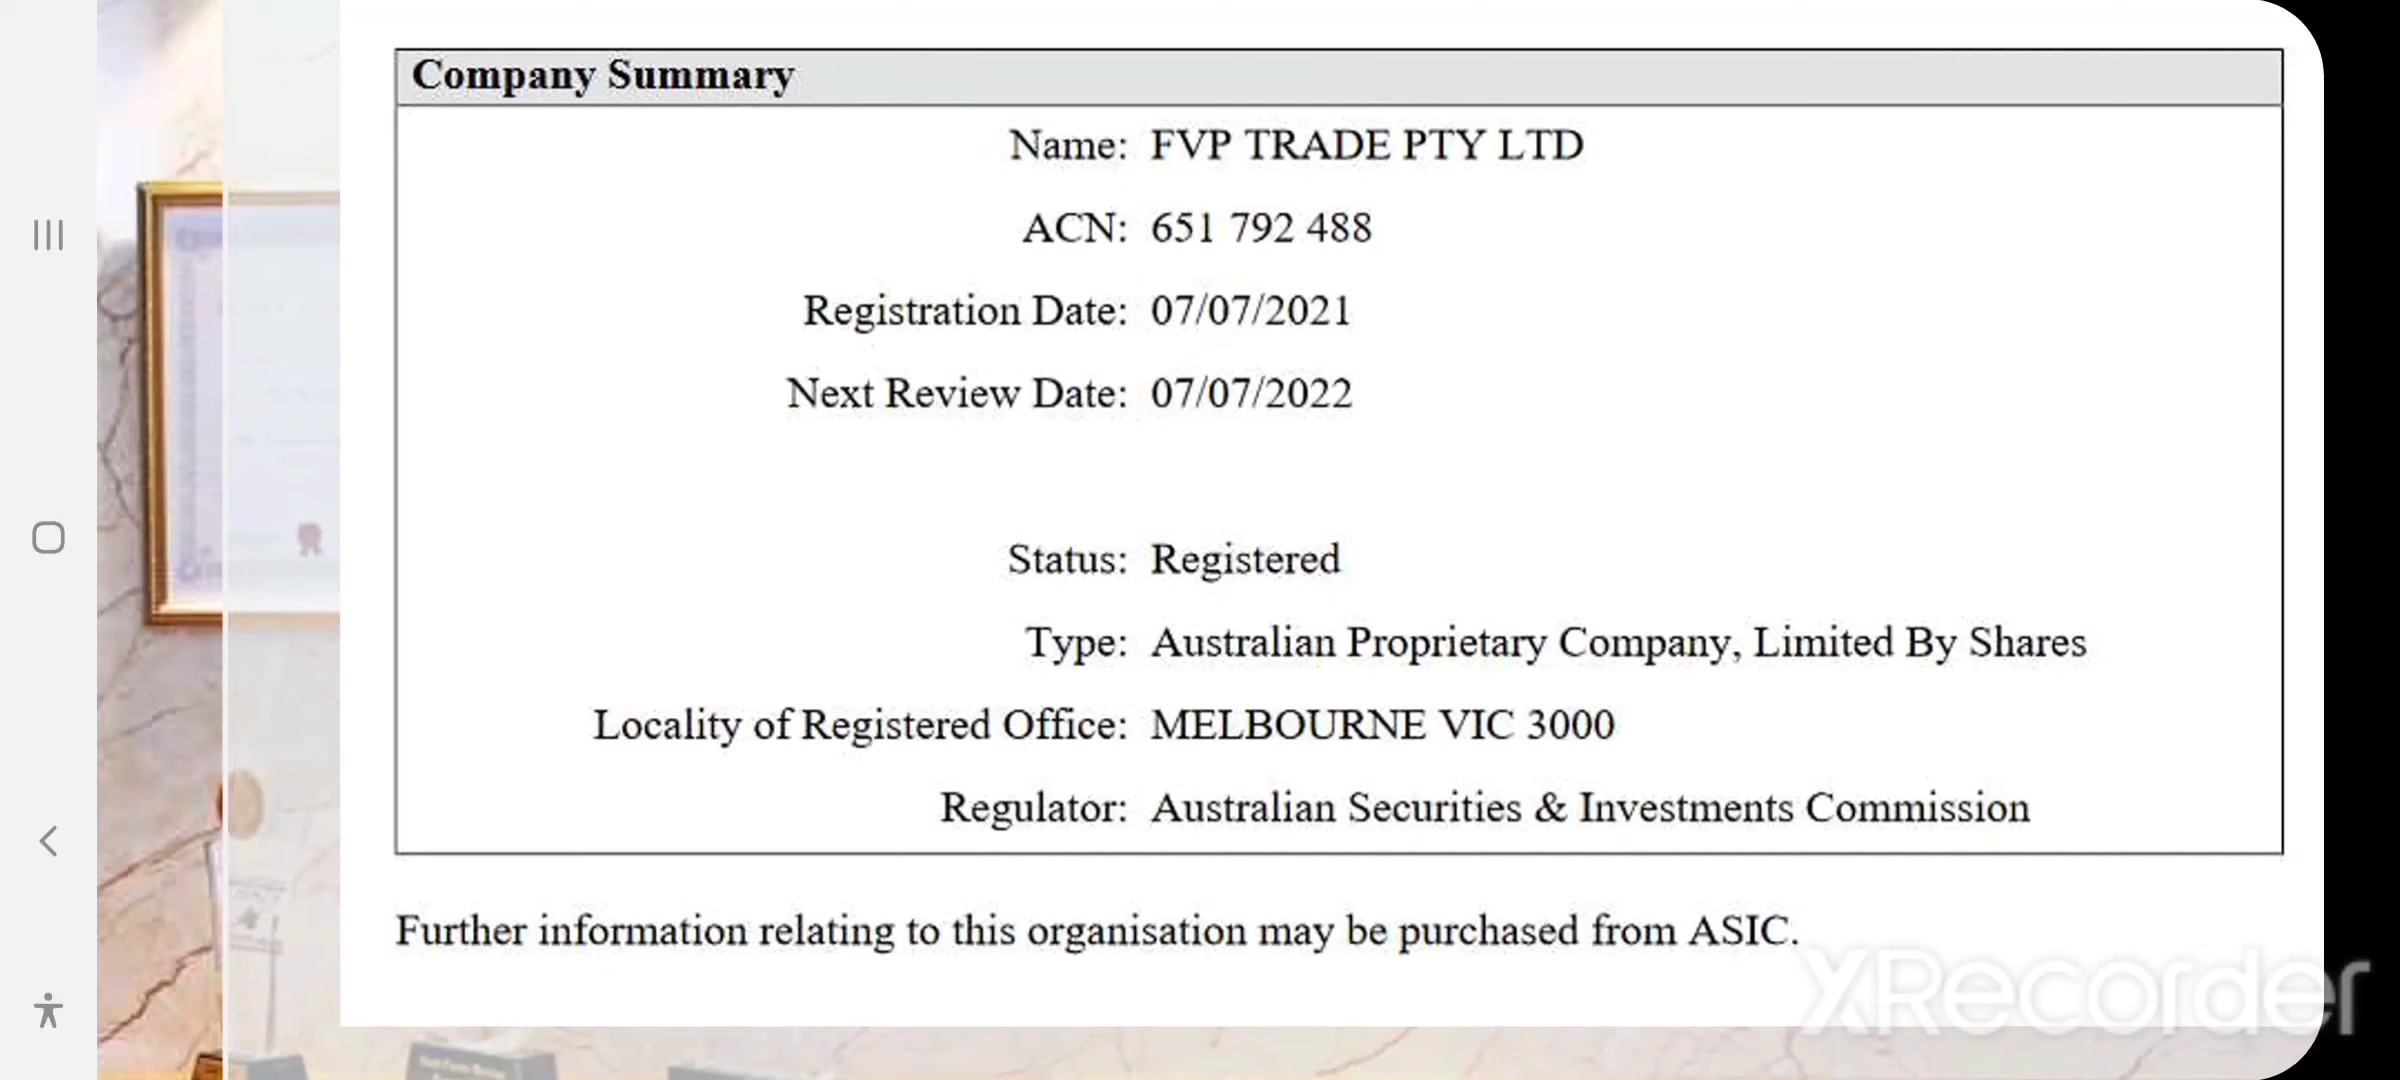 Company Summary
Name: FVP TRADE PTY LTD
ACN: 651 792 488
Registration Date: 07/07/2021
Next Review Date: 07/07/2022
Status: Registered
Type: Australian Proprietary Company, Limited By Shares
Locality of Registered Office: MELBOURNE VIC 3000
Regulator: Australian Securities & Investments Commission
Further information relating to this organisation may be purchased from ASIC.
XRecorder